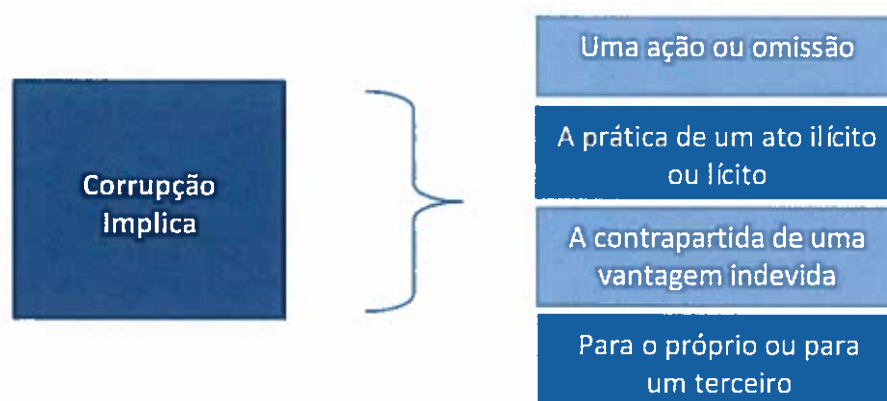 Corrupção
Implica
Uma ação ou omissão
A prática de um ato ilícito
ou lícito
A contrapartida de uma
vantagem indevida
Para o próprio ou para
um terceiro